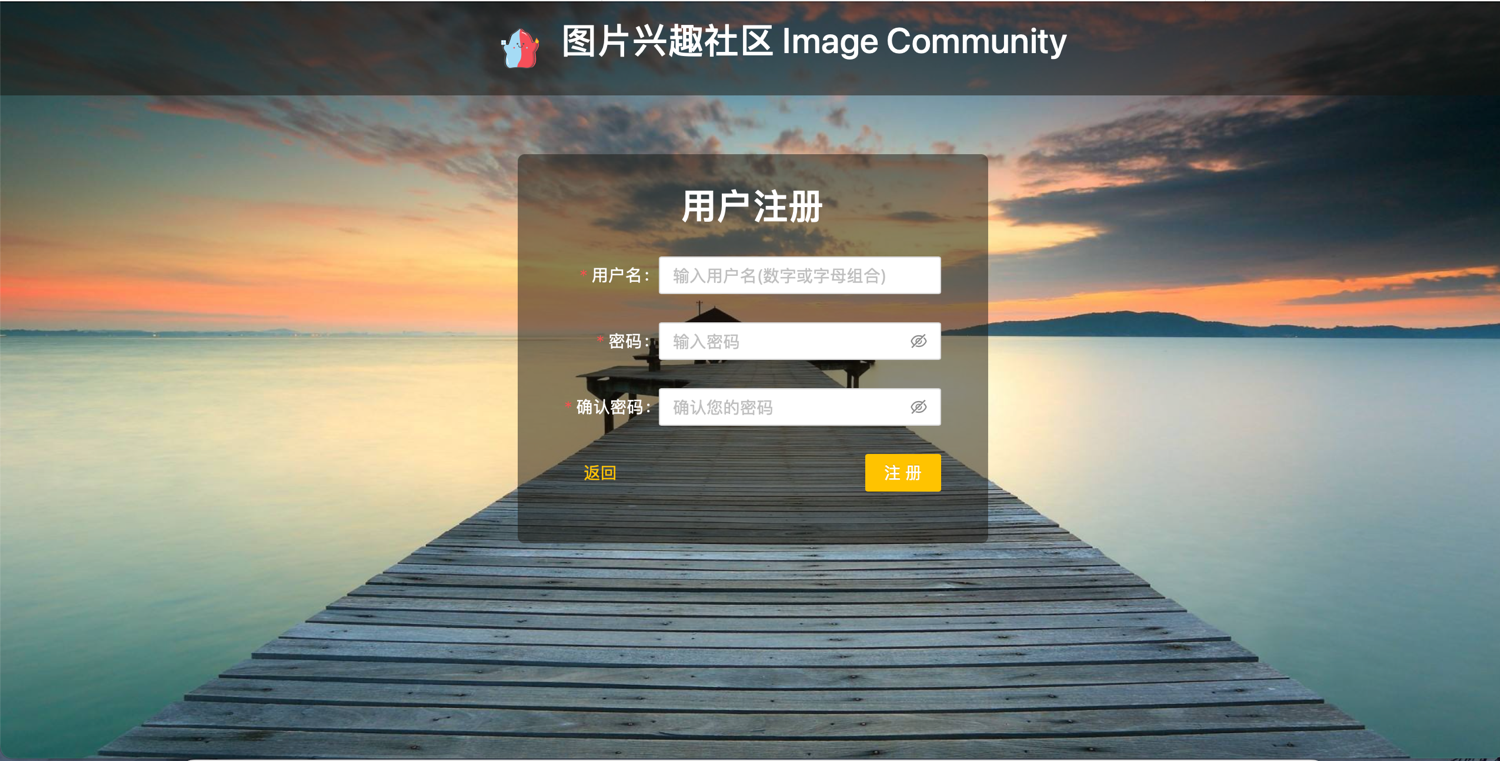 图片兴趣社区 Image Community
用户注册
* 用户名: 输入用户名(数字或字母组合)
* 密码: 输入密码
* 确认密码: 确认您的密码
返回 注 册